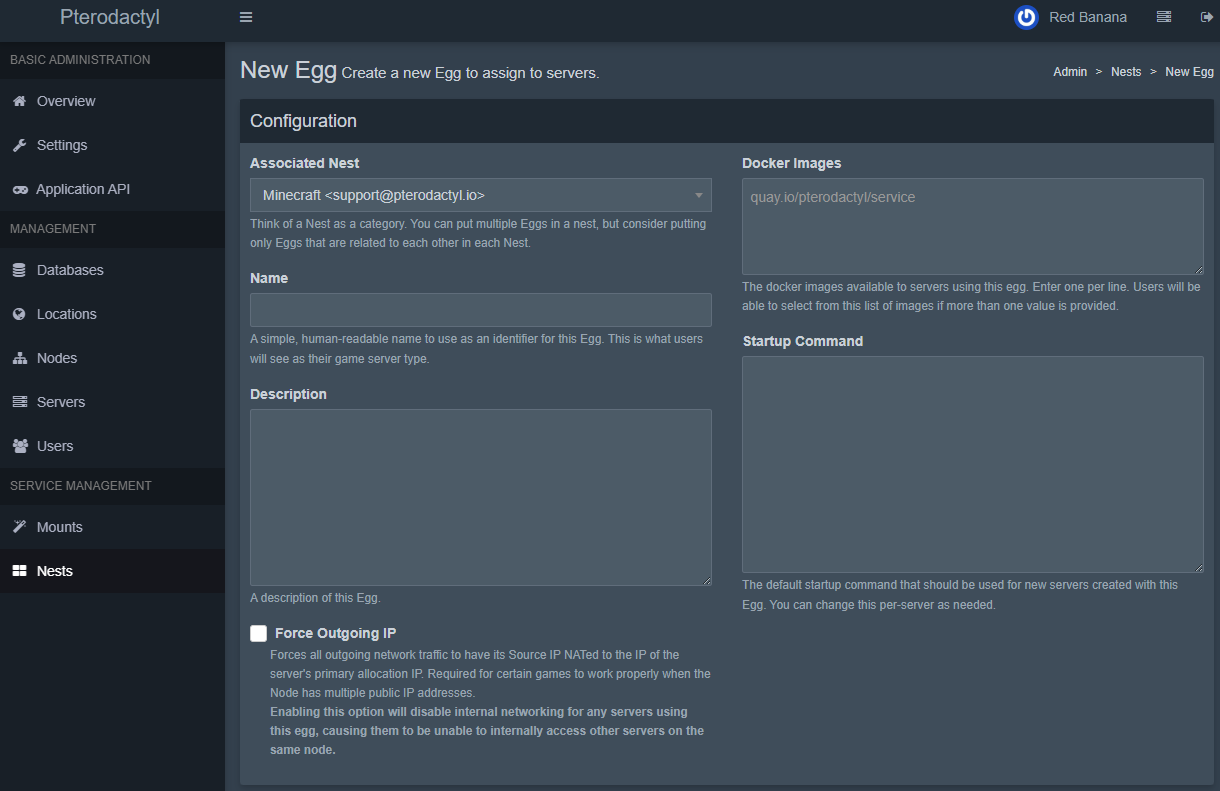 Pterodactyl
Red Banana
BASIC ADMINISTRATION
Overview
Settings
Application API
MANAGEMENT
Databases
Locations
Nodes
Servers
Users
SERVICE MANAGEMENT
Mounts
Nests
New Egg Create a new Egg to assign to servers.
Admin > Nests > New Egg
Configuration
Associated Nest
Minecraft <support@pterodactyl.io>
Think of a Nest as a category. You can put multiple Eggs in a nest, but consider putting
only Eggs that are related to each other in each Nest.
Name
A simple, human-readable name to use as an identifier for this Egg. This is what users
will see as their game server type.
Description
A description of this Egg.
Force Outgoing IP
Forces all outgoing network traffic to have its Source IP NATed to the IP of the
server's primary allocation IP. Required for certain games to work properly when the
Node has multiple public IP addresses.
Enabling this option will disable internal networking for any servers using
this egg, causing them to be unable to internally access other servers on the
same node.
Docker Images
quay.io/pterodactyl/service
The docker images available to servers using this egg. Enter one per line. Users will be
able to select from this list of images if more than one value is provided.
Startup Command
The default startup command that should be used for new servers created with this
Egg. You can change this per-server as needed.